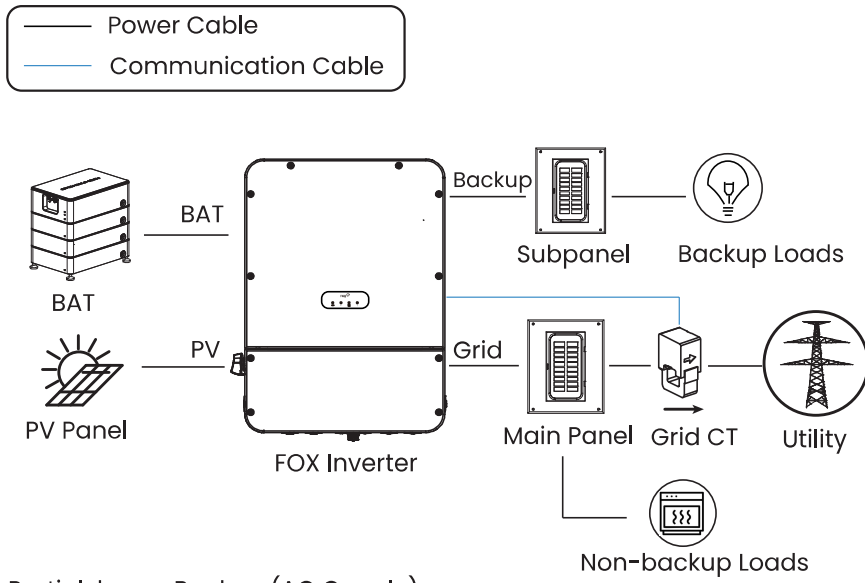 Power Cable
Communication Cable
BAT
Backup
Subpanel
Backup Loads
BAT
PV
Grid
PV Panel
FOX Inverter
Main Panel
Grid CT
Utility
Non-backup Loads